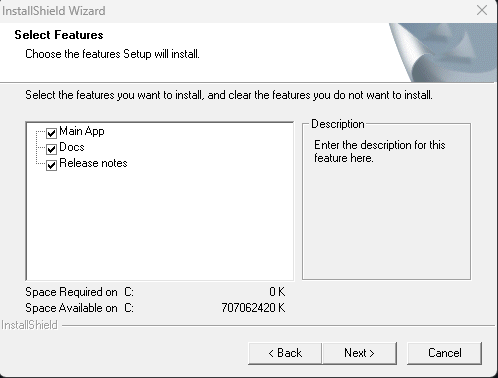 InstallShield Wizard
Select Features
Choose the features Setup will install.
Select the features you want to install, and clear the features you do not want to install.
Main App
Docs
Release notes
Description
Enter the description for this
feature here.
Space Required on C: 0 K
Space Available on C: 707062420 K
InstallShield
< Back
Next >
Cancel